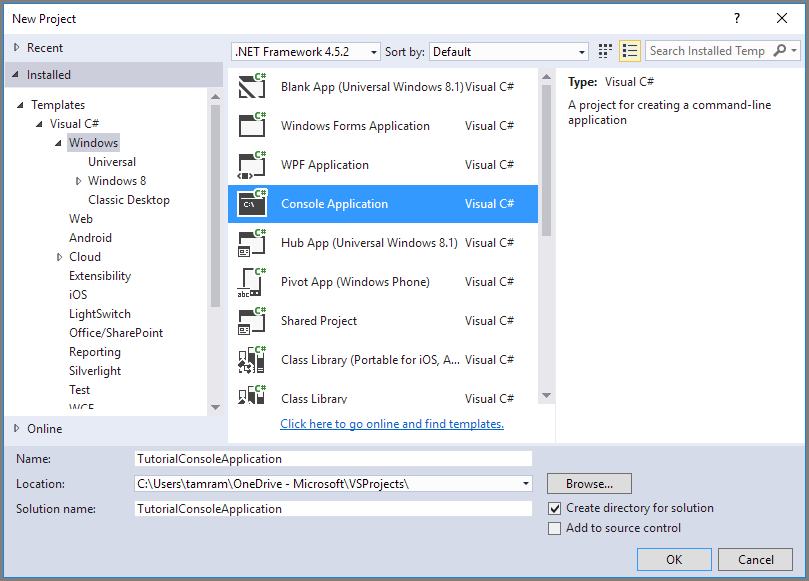 New Project
?
Recent
.NET Framework 4.5.2
Sort by:
Default
Search Installed Temp
Installed
Templates
Visual C#
Windows
Universal
Windows 8
Classic Desktop
Web
Android
Cloud
Extensibility
iOS
LightSwitch
Office/SharePoint
Reporting
Silverlight
Test
WCF
Online
Blank App (Universal Windows 8.1) Visual C#
Windows Forms Application Visual C#
WPF Application Visual C#
Console Application Visual C#
Hub App (Universal Windows 8.1) Visual C#
Pivot App (Windows Phone) Visual C#
Shared Project Visual C#
Class Library (Portable for iOS, A... Visual C#
Class Library Visual C#
Click here to go online and find templates.
Type: Visual C#
A project for creating a command-line
application
Name: TutorialConsoleApplication
Location: C:\Users\tamram\OneDrive - Microsoft\VSProjects\
Browse...
Solution name: TutorialConsoleApplication
Create directory for solution
Add to source control
OK
Cancel